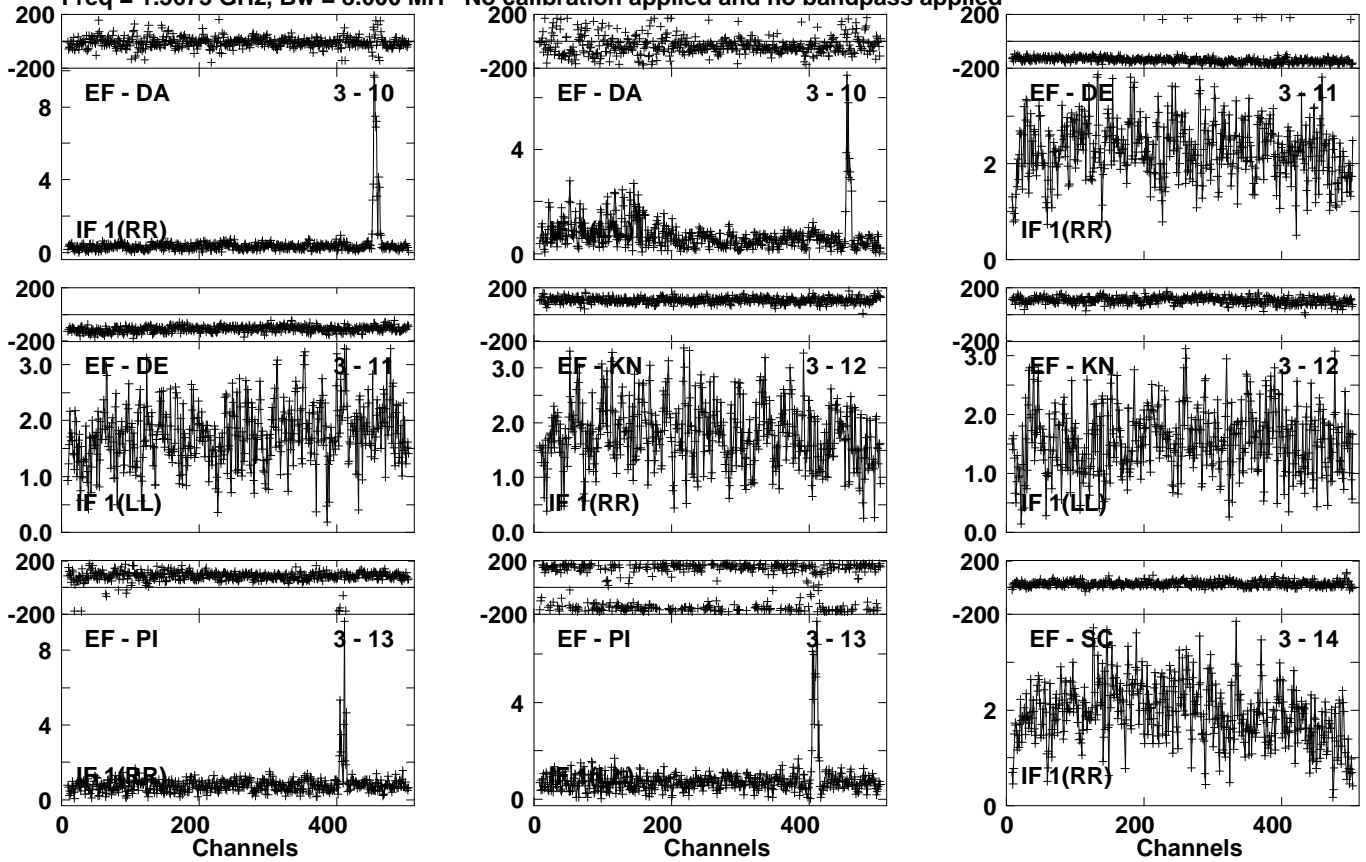 Freq = 1.5075 GHz, Bw = 8.000 MH No calibration applied and no bandpass applied
200
-200
8
4
0
EF - DA 3 - 10
IF 1(RR)
200
-200
4
0
EF - DA 3 - 10
200
-200
2
0
EF - DE 3 - 11
IF 1(RR)
200
-200
3.0
2.0
1.0
0.0
EF - DE 3 - 11
IF 1(LL)
200
-200
3.0
2.0
1.0
0.0
EF - KN 3 - 12
IF 1(RR)
200
-200
3.0
2.0
1.0
0.0
EF - KN 3 - 12
IF 1(LL)
200
-200
8
4
0
EF - PI 3 - 13
IF 1(RR)
0 200 400
Channels
200
-200
4
0
EF - PI 3 - 13
IF 1(LL)
0 200 400
Channels
200
-200
2
0
EF - SC 3 - 14
IF 1(RR)
0 200 400
Channels